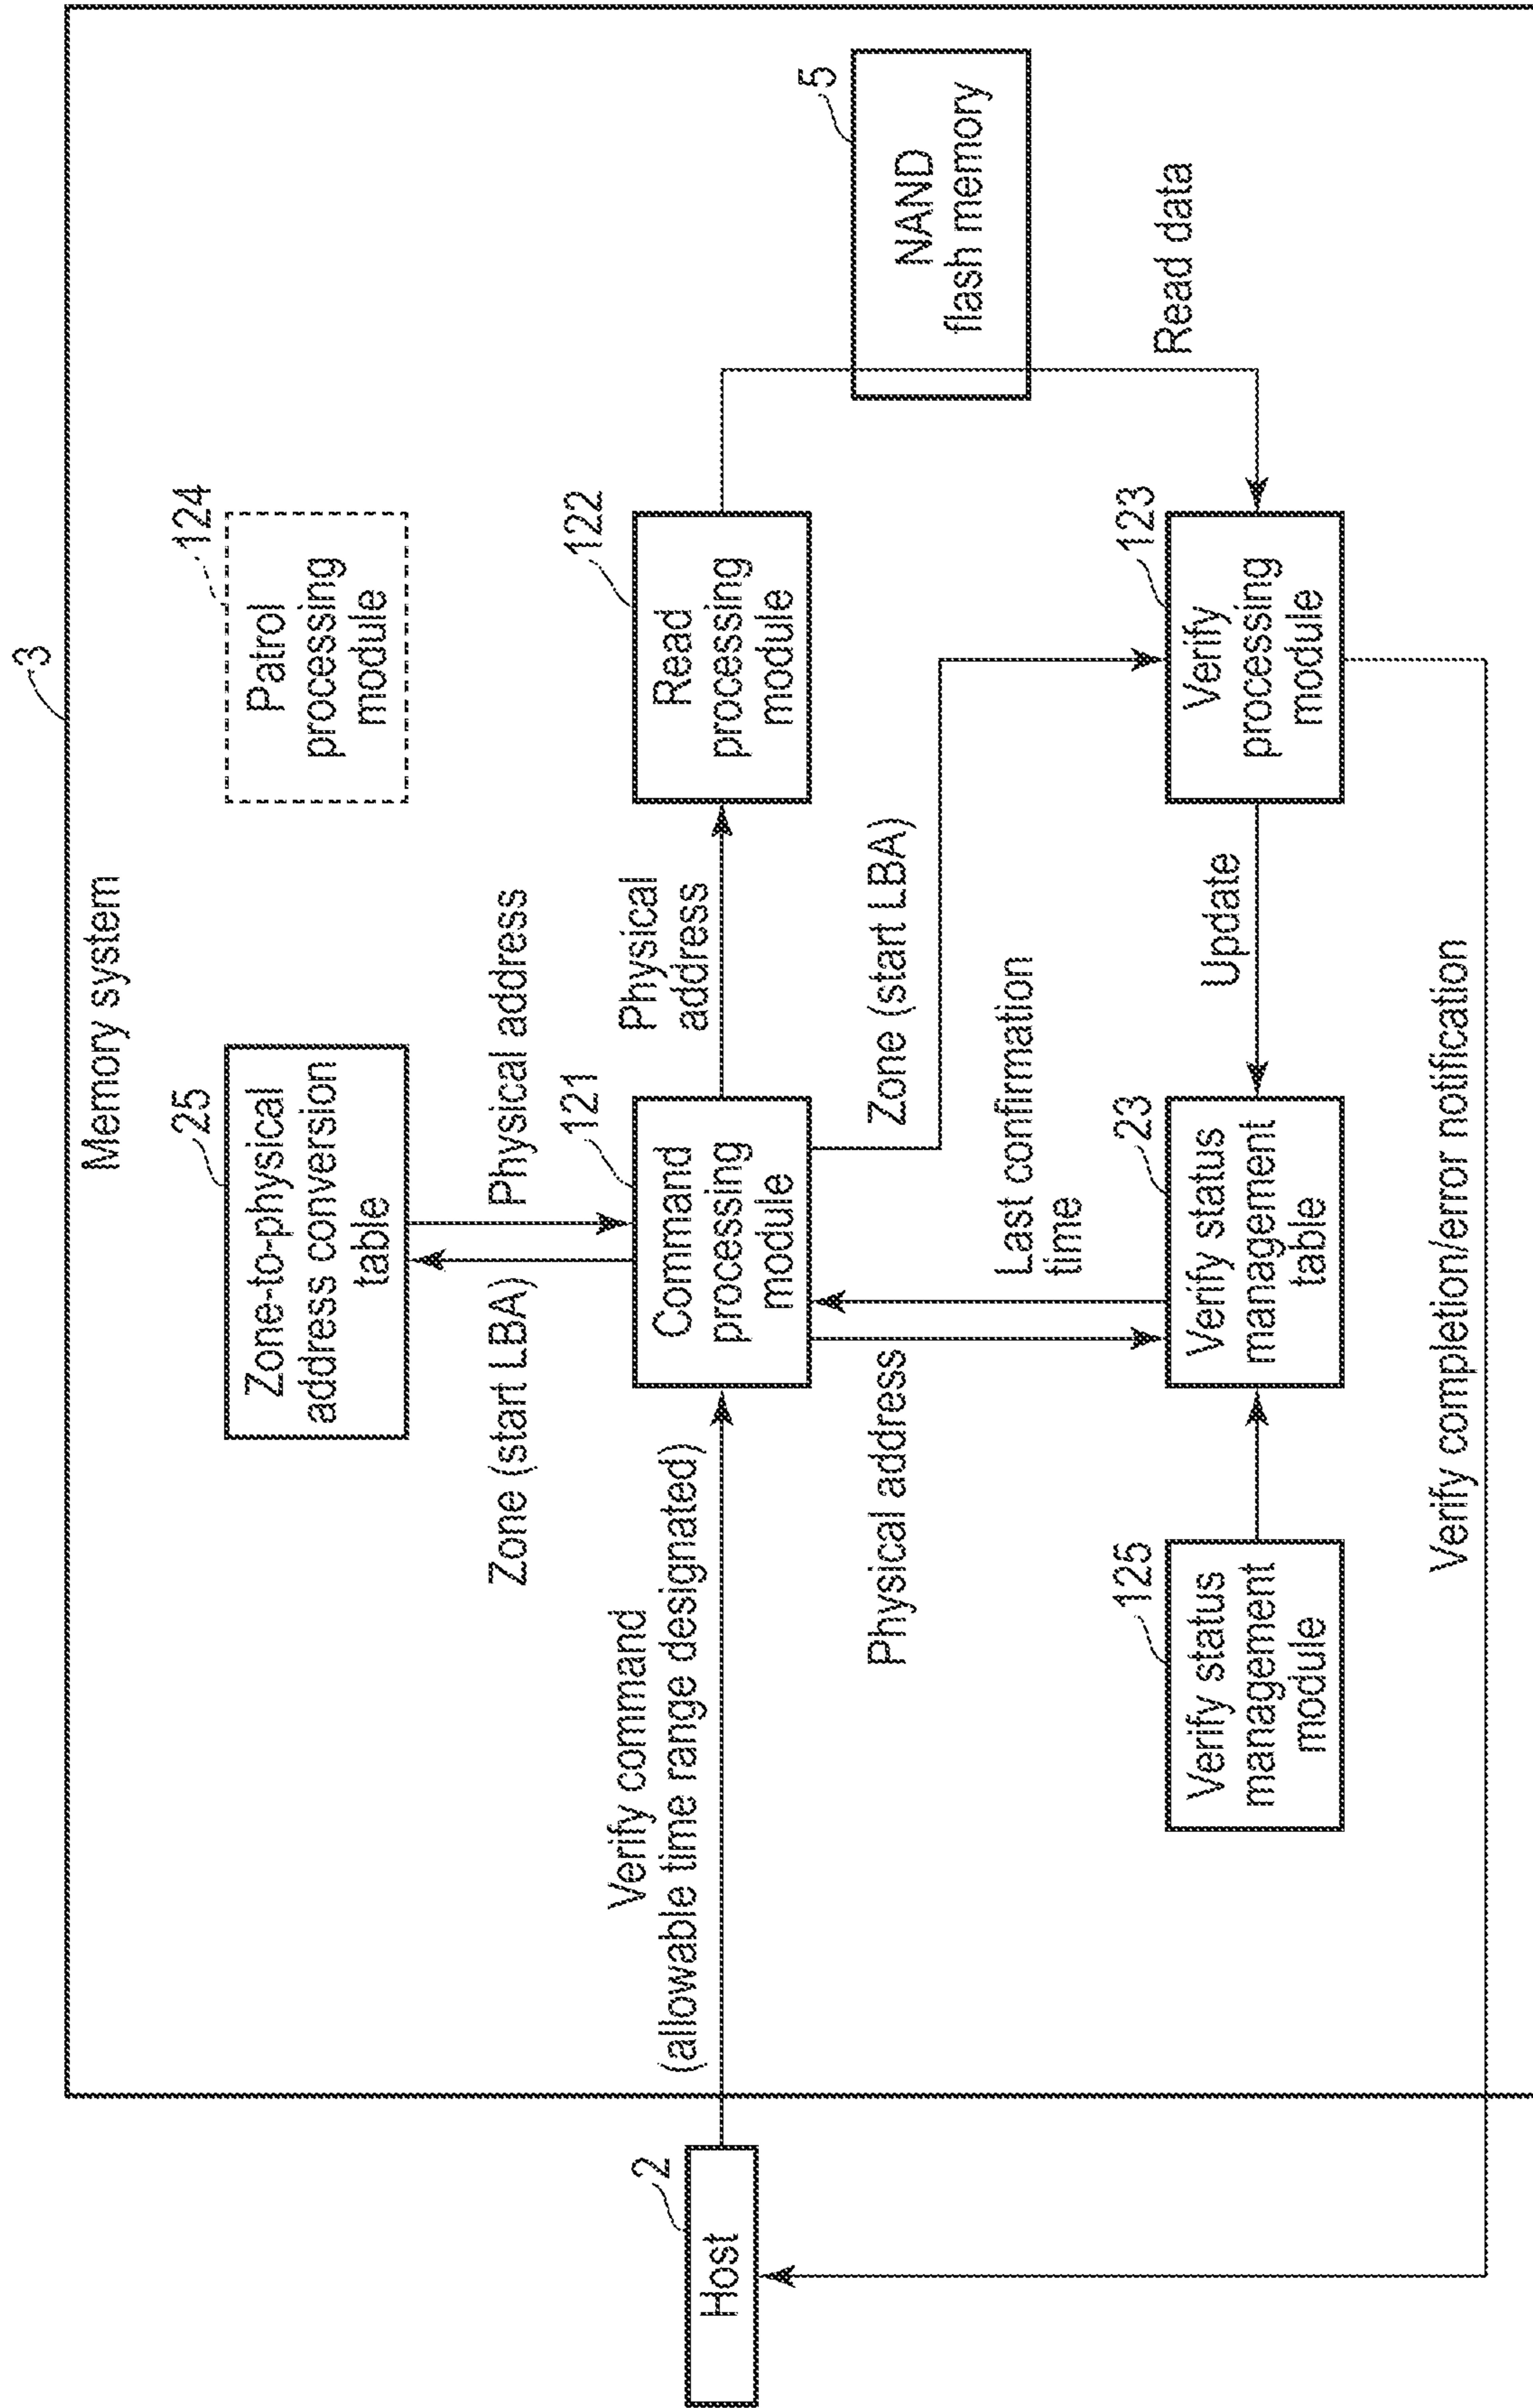 3
Memory system
25
Zone-to-physical
address conversion
table
124
Patrol
processing
module
Zone (start LBA)
Physical address
2
Host
Verify command
(allowable time range designated)
121
Command
processing
module
Physical
address
122
Read
processing
module
5
NAND
flash memory
Physical address
Last confirmation
time
Zone (start LBA)
Read data
125
Verify status
management
module
23
Verify status
management
table
Update
123
Verify
processing
module
Verify completion/error notification